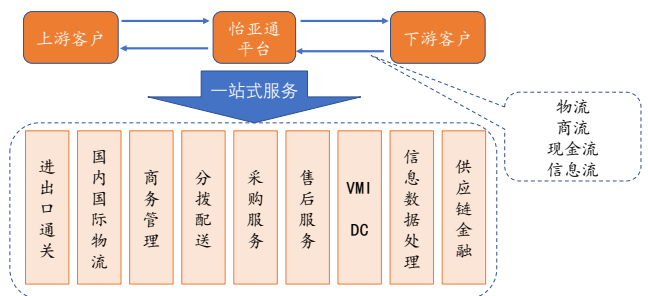 上游客户
怡亚通
平台
下游客户
一站式服务
物流
商流
现金流
信息流
进出口通关
国内国际物流
商务管理
分拨配送
采购服务
售后服务
VMI
DC
信息数据处理
供应链金融